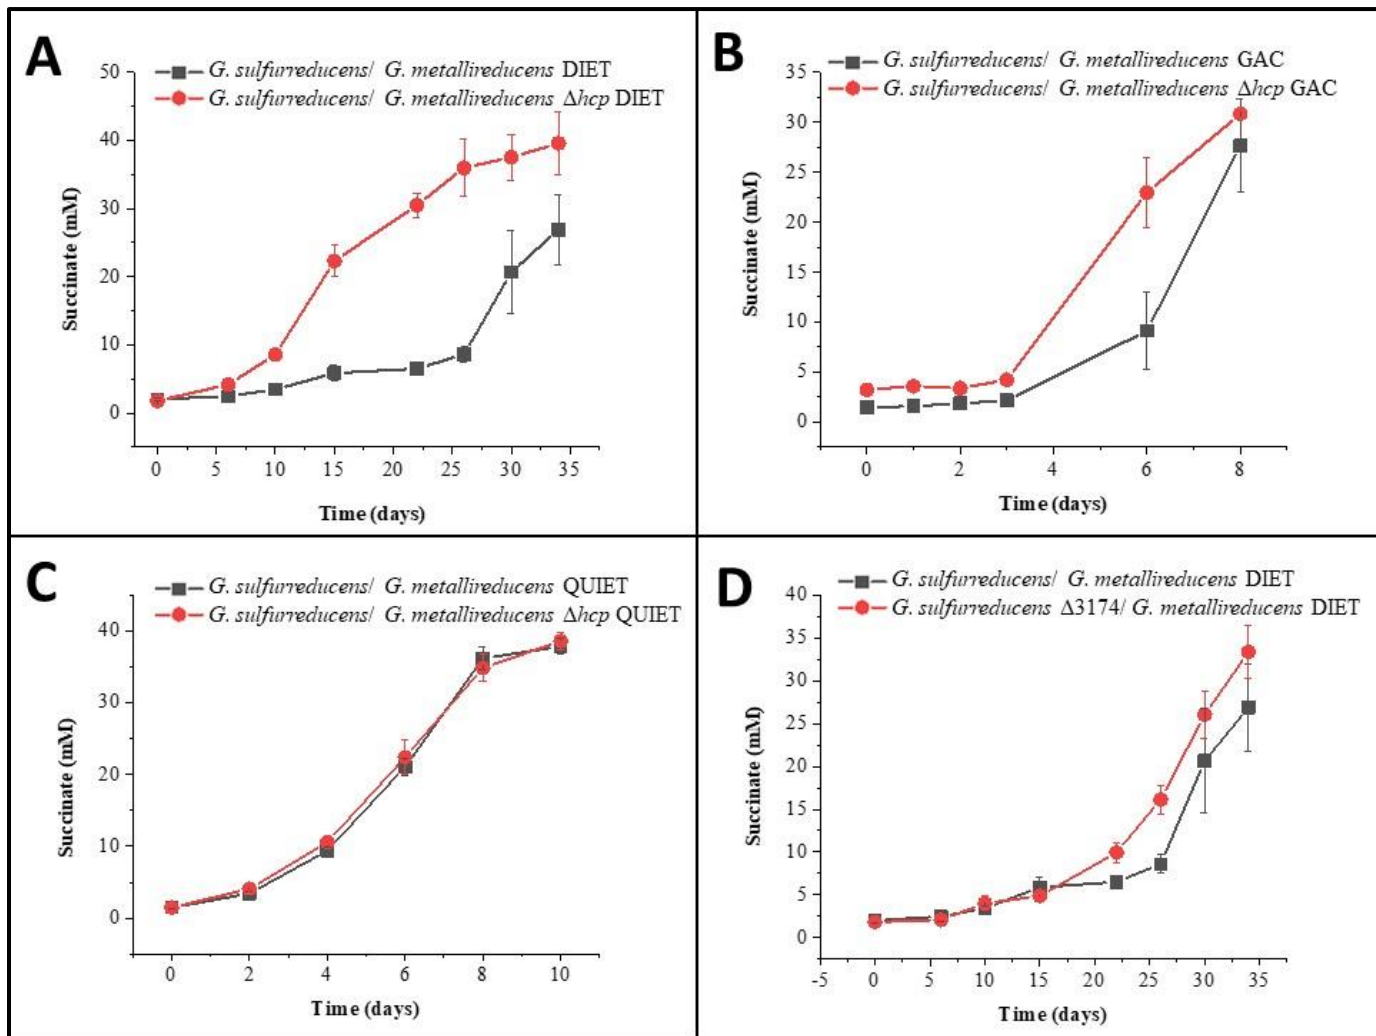 A
G. sulfurreducens/ G. metallireducens DIET
G. sulfurreducens/ G. metallireducens Δhcp DIET
50
40
30
20
10
0
Succinate (mM)
0 5 10 15 20 25 30 35
Time (days)
B
G. sulfurreducens/ G. metallireducens GAC
G. sulfurreducens/ G. metallireducens Δhcp GAC
35
30
25
20
15
10
5
0
Succinate (mM)
0 2 4 6 8
Time (days)
C
G. sulfurreducens/ G. metallireducens QUIET
G. sulfurreducens/ G. metallireducens Δhcp QUIET
40
30
20
10
0
Succinate (mM)
0 2 4 6 8 10
Time (days)
D
G. sulfurreducens/ G. metallireducens DIET
G. sulfurreducens Δ3174/ G. metallireducens DIET
40
35
30
25
20
15
10
5
0
Succinate (mM)
-5 0 5 10 15 20 25 30 35
Time (days)